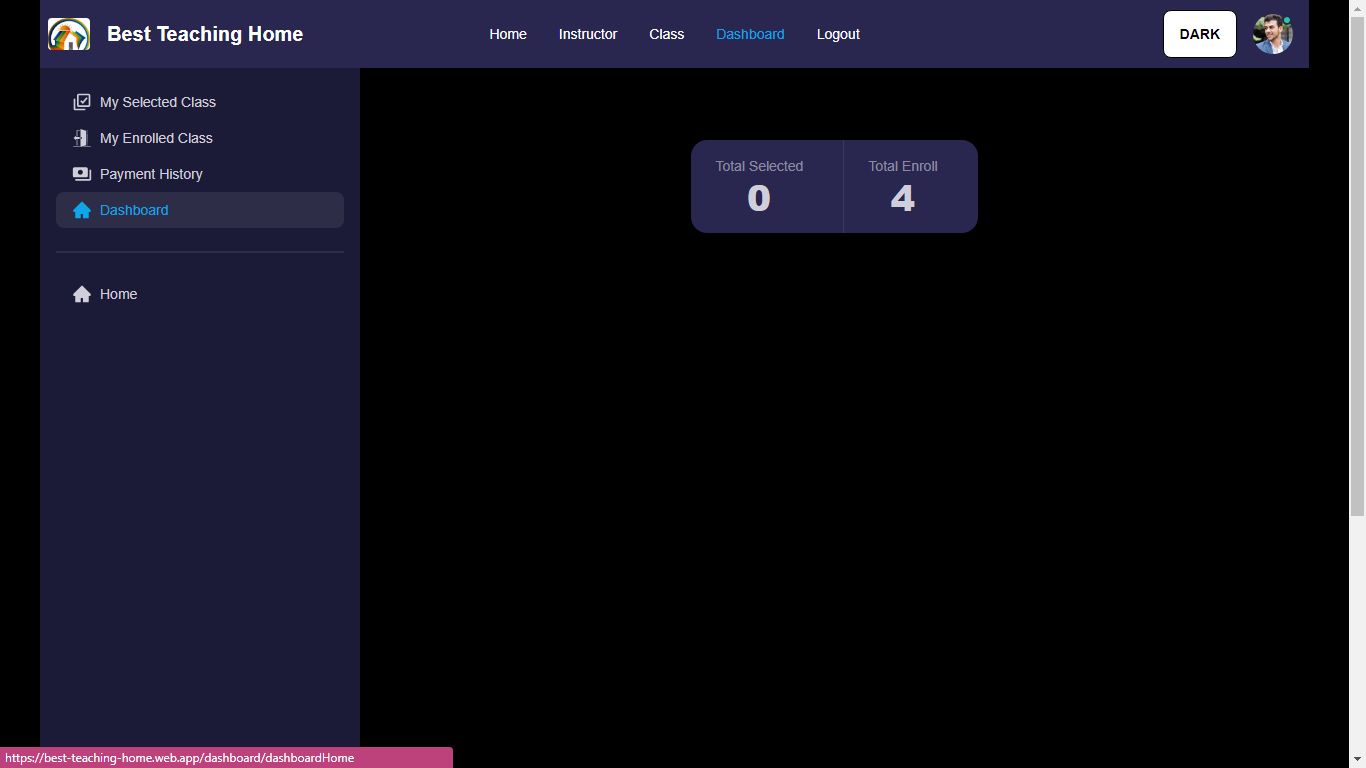 Best Teaching Home
Home Instructor Class Dashboard Logout
DARK
My Selected Class
My Enrolled Class
Payment History
Dashboard
Home
Total Selected Total Enroll
0 4
https://best-teaching-home.web.app/dashboard/dashboardHome